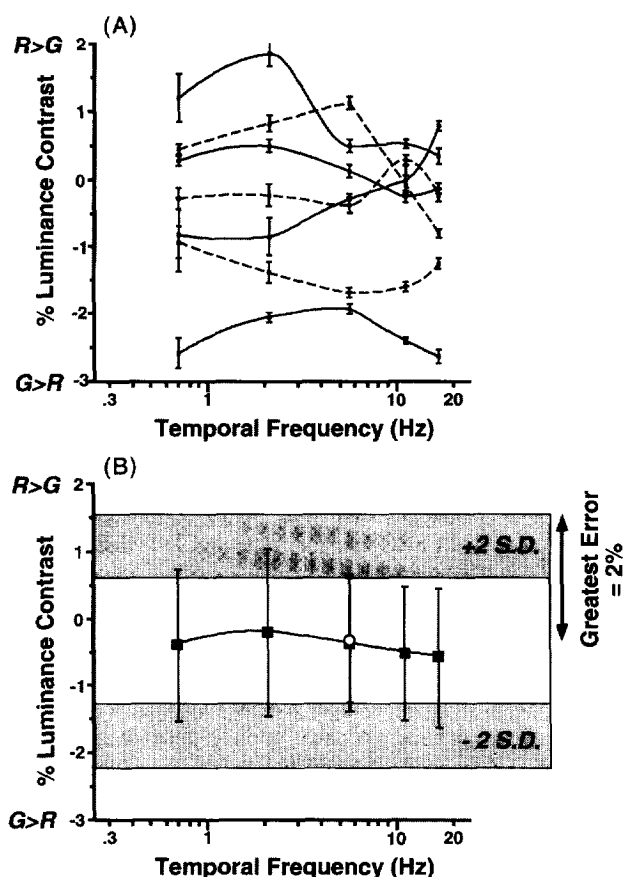 (A)
R>G
2
1
0
-1
-2
-3
G>R
% Luminance Contrast
.3
1
10
20
Temporal Frequency (Hz)
(B)
R>G
2
1
0
-1
-2
-3
G>R
% Luminance Contrast
+2 S.D.
- 2 S.D.
Greatest Error
= 2%
.3
1
10
20
Temporal Frequency (Hz)